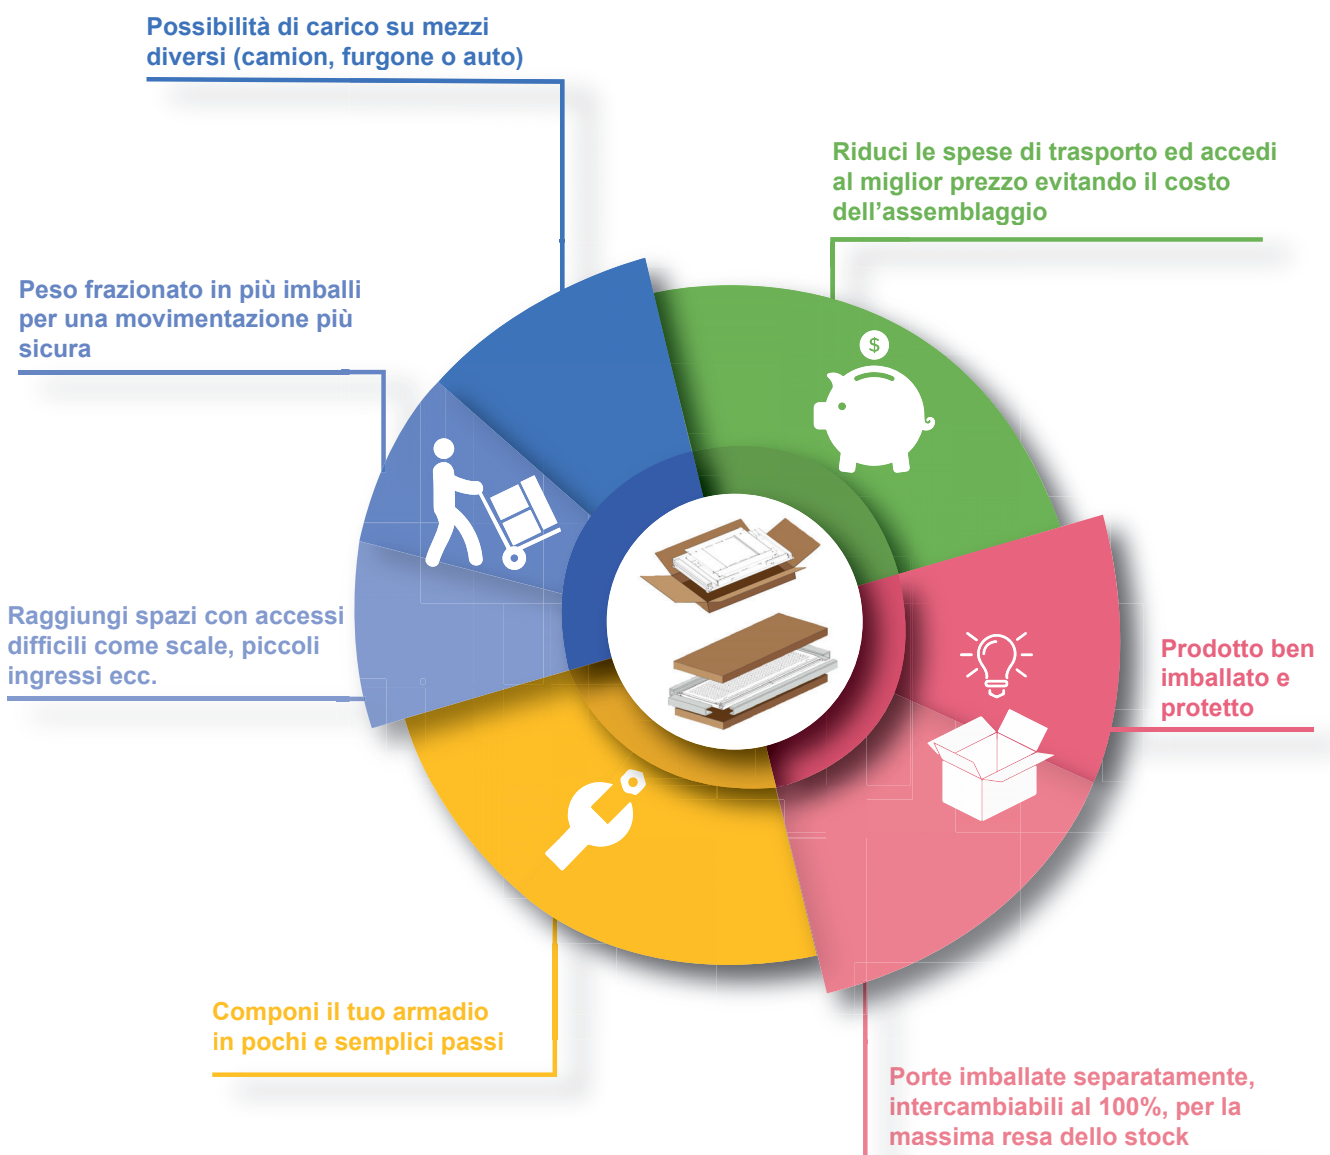 Possibilità di carico su mezzi
diversi (camion, furgone o auto)
Riduci le spese di trasporto ed accedi
al miglior prezzo evitando il costo
dell’assemblaggio
Peso frazionato in più imballi
per una movimentazione più
sicura
$
Raggiungi spazi con accessi
difficili come scale, piccoli
ingressi ecc.
Prodotto ben
imballato e
protetto
Componi il tuo armadio
in pochi e semplici passi
Porte imballate separatamente,
intercambiabili al 100%, per la
massima resa dello stock